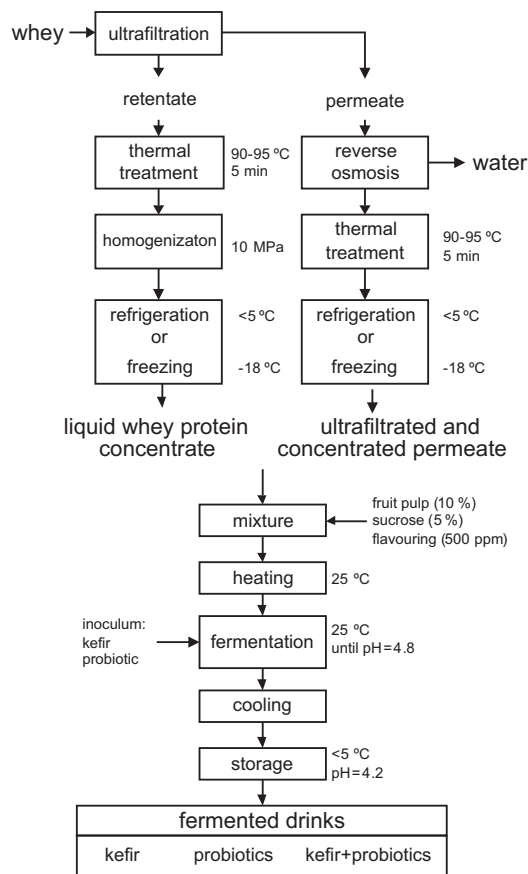 whey
ultrafiltration
retentate
permeate
thermal
treatment
90-95 ºC
5 min
reverse
osmosis
water
homogenizaton
10 MPa
thermal
treatment
90-95 ºC
5 min
refrigeration
or
freezing
<5 ºC
-18 ºC
refrigeration
or
freezing
<5 ºC
-18 ºC
liquid whey protein
concentrate
ultrafiltrated and
concentrated permeate
mixture
fruit pulp (10 %)
sucrose (5 %)
flavouring (500 ppm)
heating
25 ºC
inoculum:
kefir
probiotic
fermentation
25 ºC
until pH=4.8
cooling
storage
<5 ºC
pH=4.2
fermented drinks
kefir probiotics kefir+probiotics